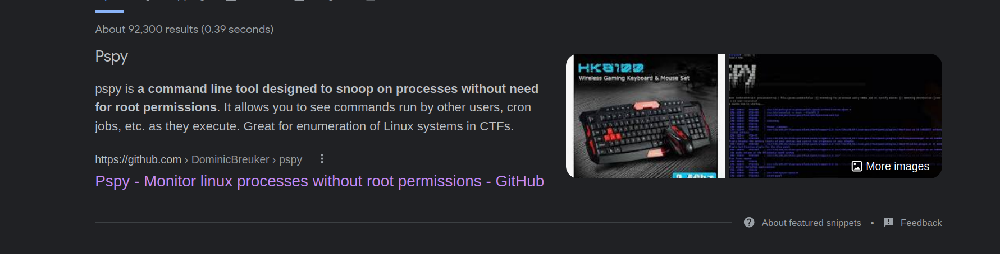 About 92,300 results (0.39 seconds)
Pspy
pspy is a command line tool designed to snoop on processes without need
for root permissions. It allows you to see commands run by other users, cron
jobs, etc. as they execute. Great for enumeration of Linux systems in CTFs.
https://github.com › DominicBreuker › pspy
Pspy - Monitor linux processes without root permissions - GitHub
HK8100
Wireless Gaming Keyboard & Mouse Set
More images
About featured snippets • Feedback